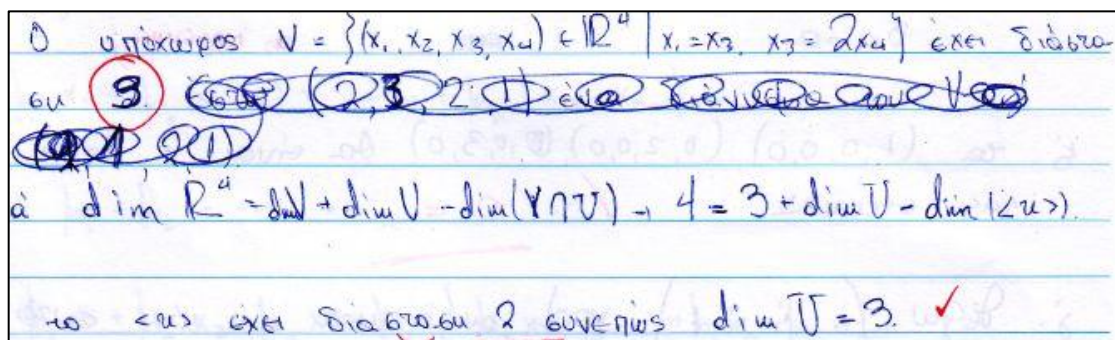 Ο υπόχωρος V = {(x₁, x₂, x₃, x₄) ∈ ℝ⁴ | x₁=x₃, x₃ = 2x₄} έχει διάστα
ση 3.
ά dim ℝ⁴ = dimV + dim U - dim(V∩U) → 4 = 3 + dim U - dim(<u>).
το <u> έχει διάσταση 2 συνεπώς dim U = 3. ✓